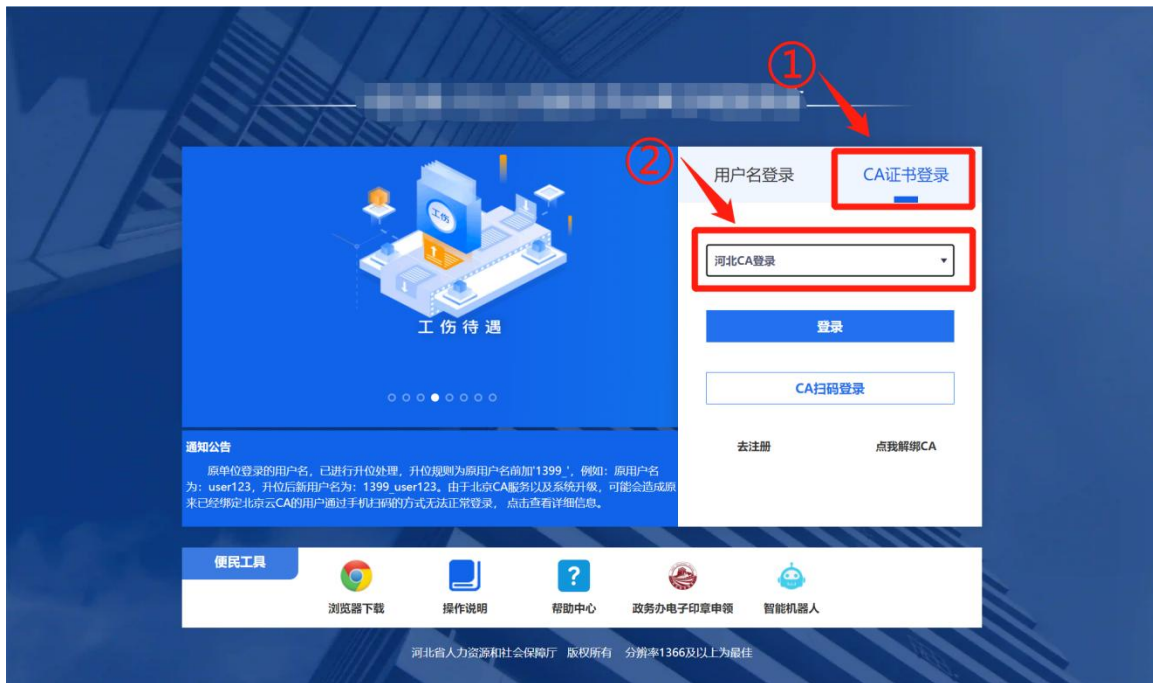 ①
②
用户名登录
CA证书登录
河北CA登录
登录
CA扫码登录
去注册
点我解绑CA
工伤
工伤待遇
通知公告
原单位登录的用户名，已进行升位处理，升位规则为原用户名前加'1399_'，例如：原用户名
为：user123，升位后新用户名为：1399_user123。由于北京CA服务以及系统升级，可能会造成原
来已经绑定北京云CA的用户通过手机扫码的方式无法正常登录， 点击查看详细信息。
便民工具
浏览器下载
操作说明
帮助中心
政务办电子印章申领
智能机器人
河北省人力资源和社会保障厅 版权所有 分辨率1366及以上为最佳